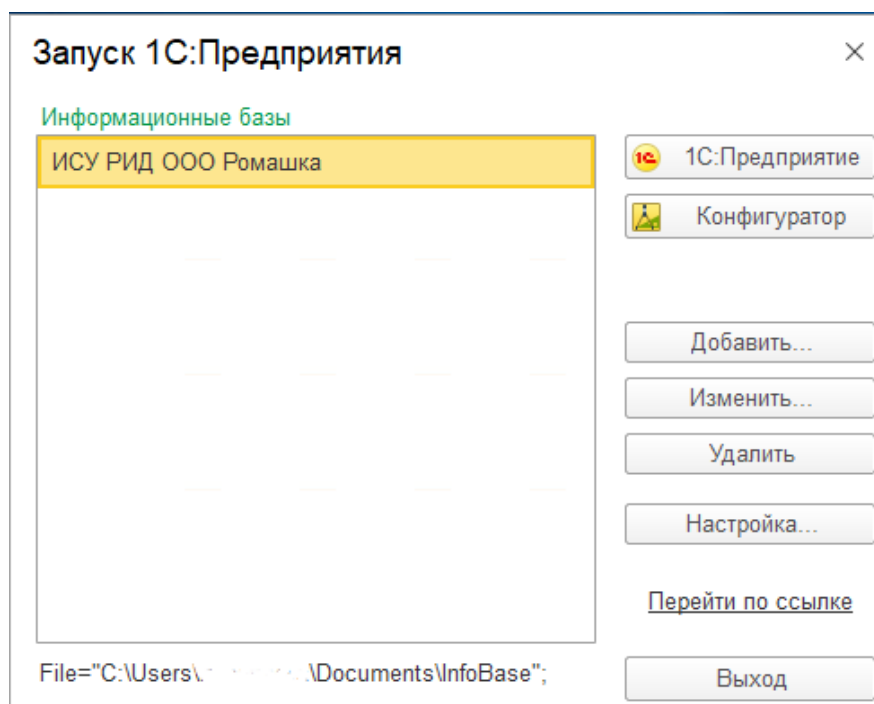 Запуск 1С:Предприятия
Информационные базы
ИСУ РИД ООО Ромашка
1С:Предприятие
Конфигуратор
Добавить...
Изменить...
Удалить
Настройка...
Перейти по ссылке
File="C:\Users\ \Documents\InfoBase";
Выход